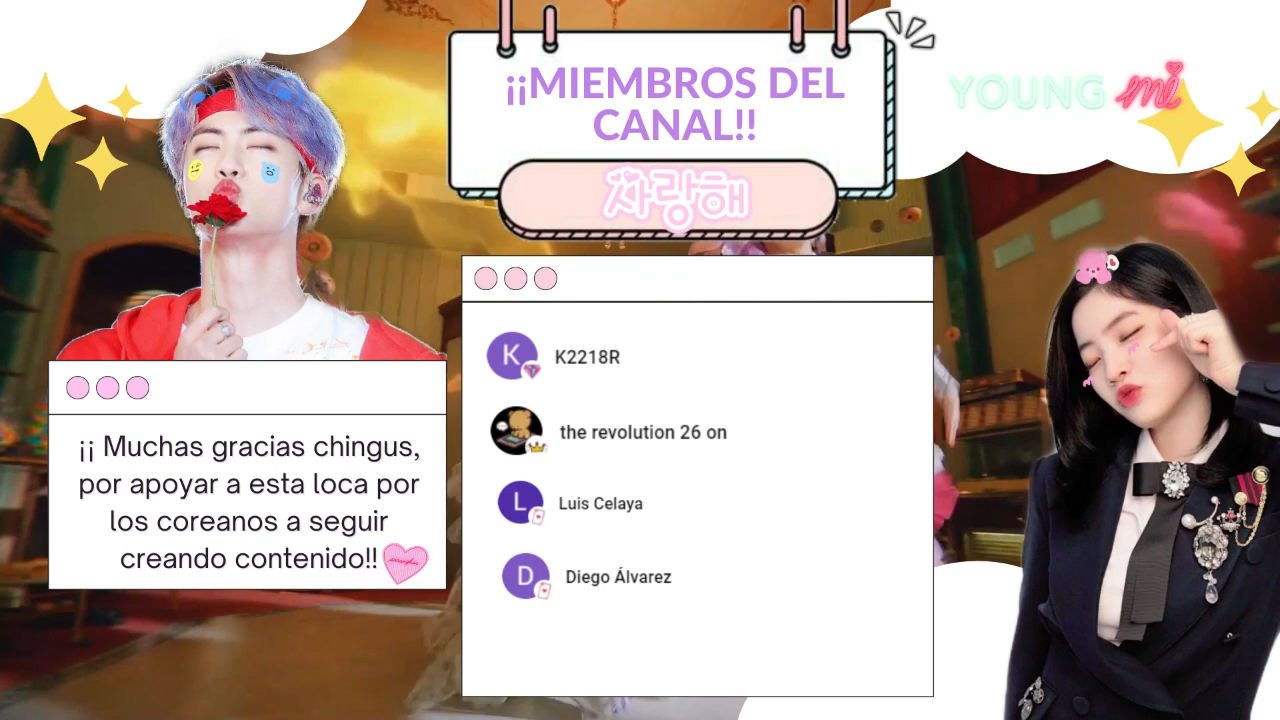 ¡¡MIEMBROS DEL
CANAL!!
사랑해
YOUNG mi
K
K2218R
the revolution 26 on
L
Luis Celaya
D
Diego Álvarez
¡¡ Muchas gracias chingus,
por apoyar a esta loca por
los coreanos a seguir
creando contenido!!